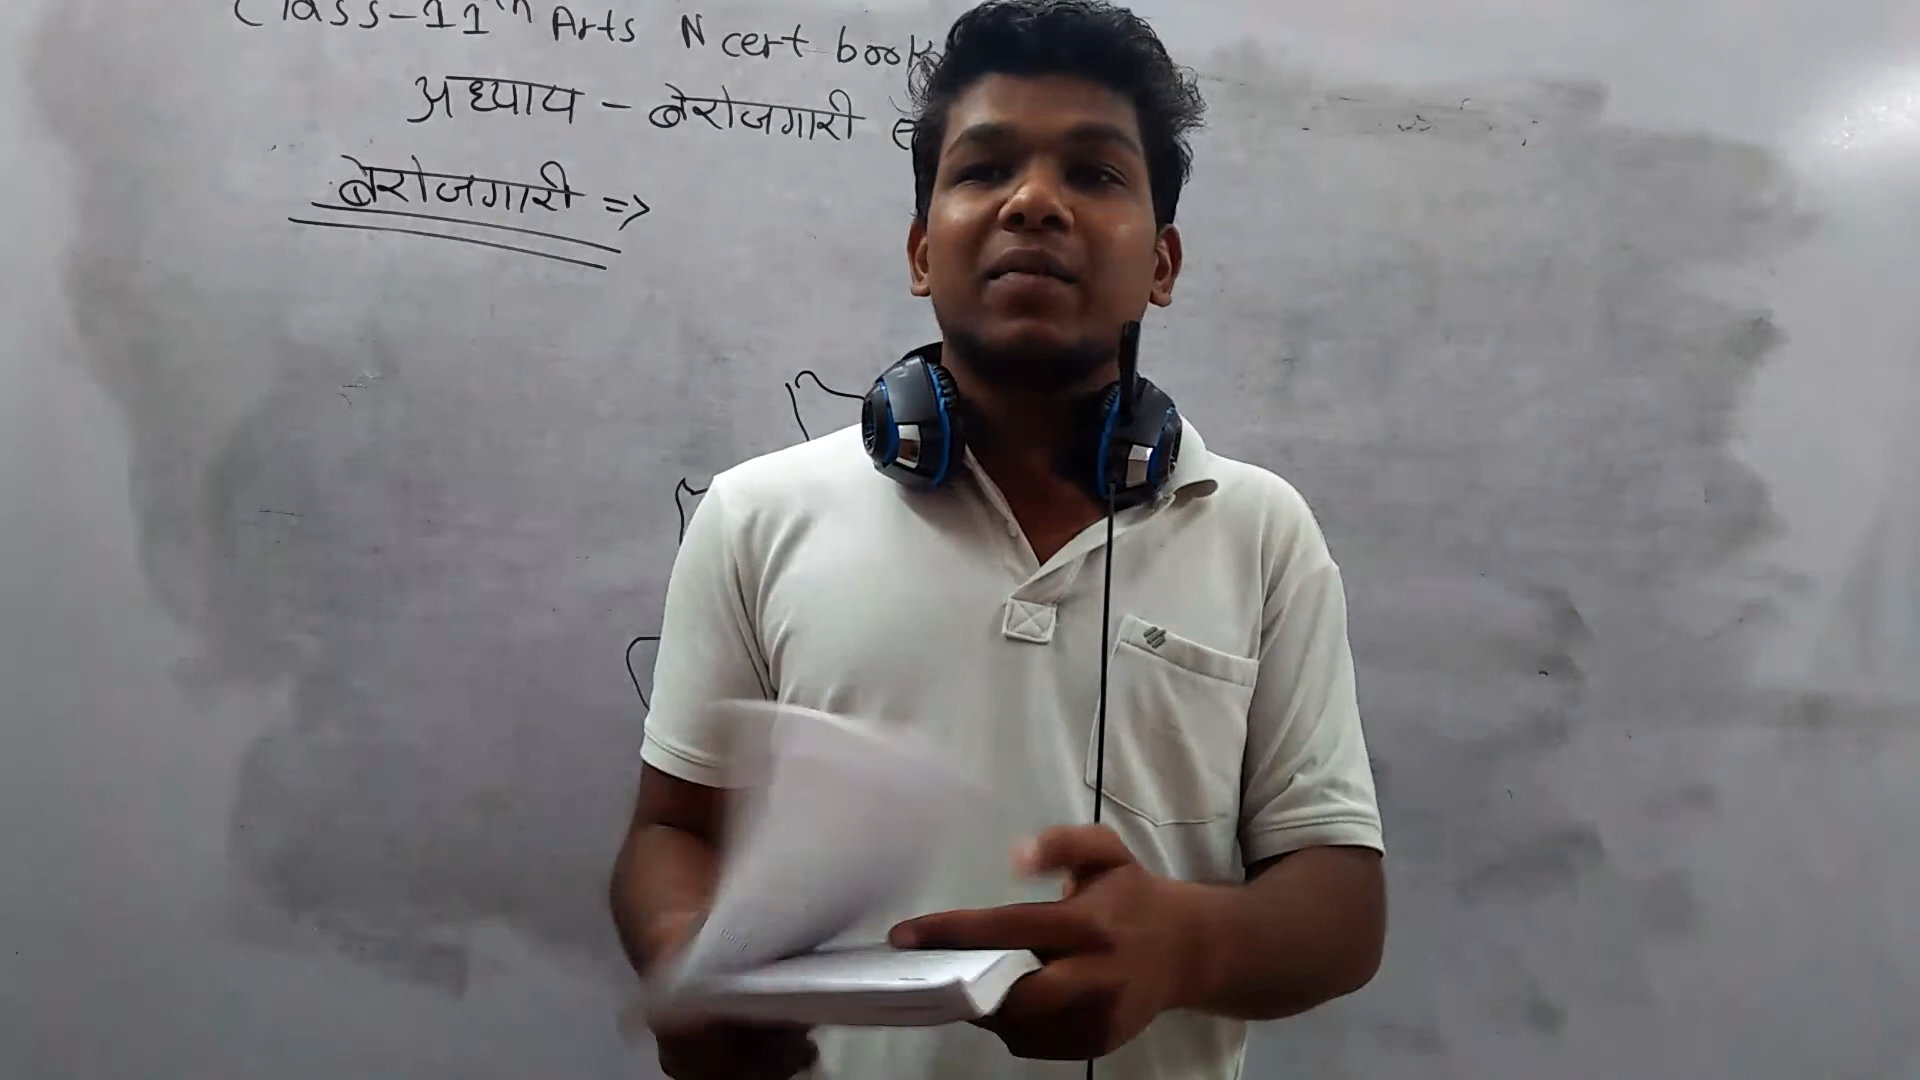 Class-11th Arts Ncert book
अध्याय - बेरोजगारी
बेरोजगारी =>